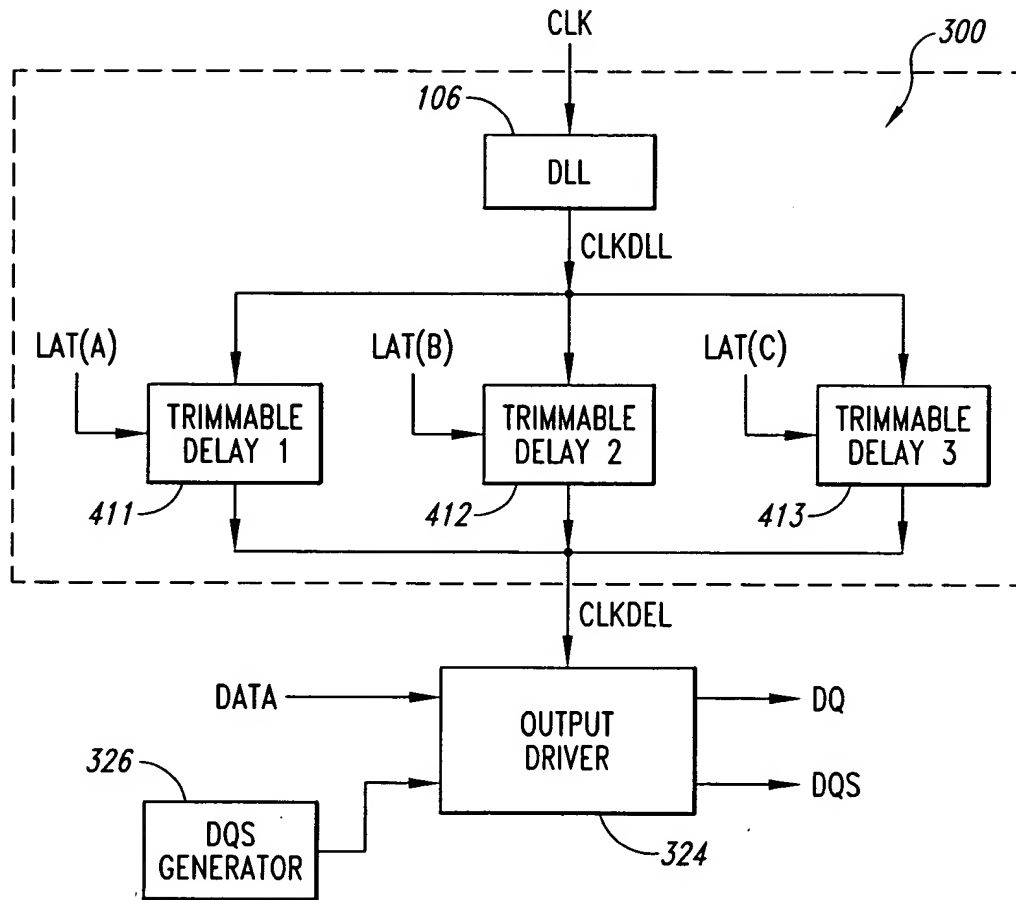 CLK
300
106
DLL
CLKDLL
LAT(A)
LAT(B)
LAT(C)
TRIMMABLE
DELAY 1
TRIMMABLE
DELAY 2
TRIMMABLE
DELAY 3
411
412
413
CLKDEL
DATA
OUTPUT
DRIVER
DQ
DQS
326
DQS
GENERATOR
324